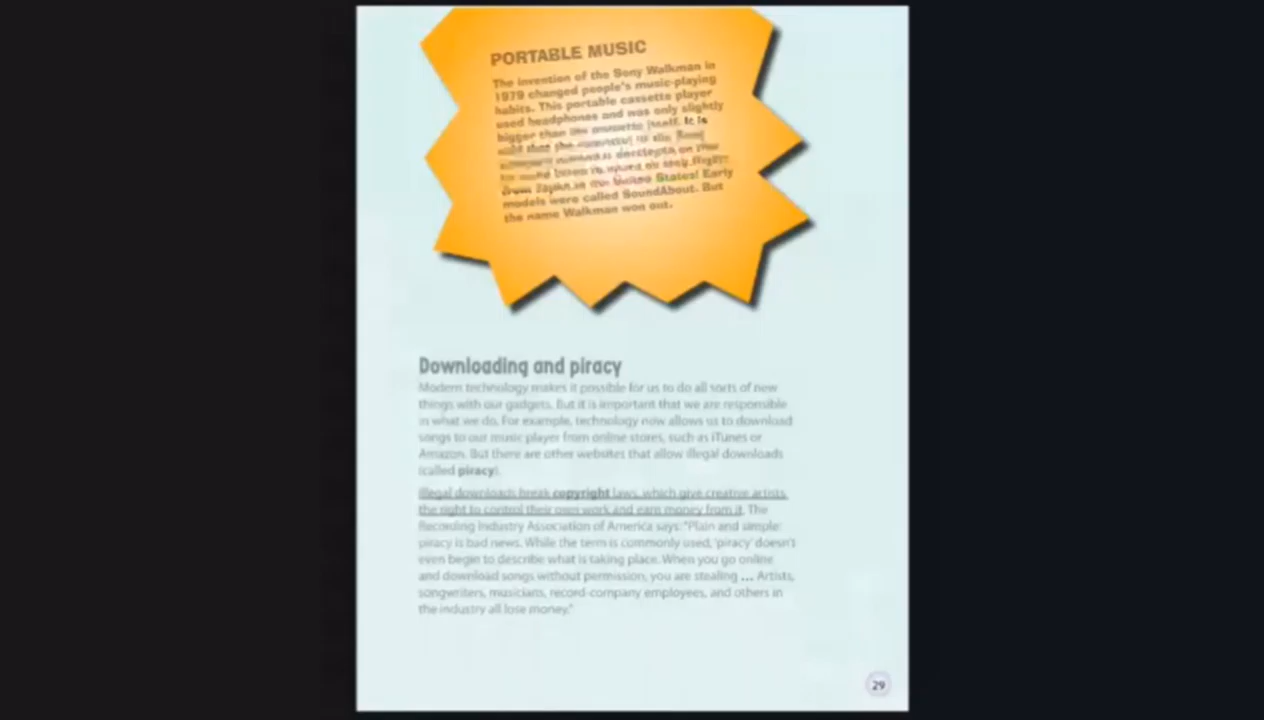 PORTABLE MUSIC
The invention of the Sony Walkman in
1979 changed people's music-playing
habits. This portable cassette player
used headphones and was only slightly
bigger than the cassette itself. It is
said that the
from Japan to the United States! Early
models were called SoundAbout. But
the name Walkman won out.
Downloading and piracy
Modern technology makes it possible for us to do all sorts of new
things with our gadgets. But it is important that we are responsible
in what we do. For example, technology now allows us to download
songs to our music player from online stores, such as iTunes or
Amazon. But there are other websites that allow illegal downloads
(called piracy).
Illegal downloads break copyright laws, which give creative artists
the right to control their own work and earn money from it. The
Recording Industry Association of America says: "Plain and simple:
piracy is bad news. While the term is commonly used, 'piracy' doesn't
even begin to describe what is taking place. When you go online
and download songs without permission, you are stealing ... Artists,
songwriters, musicians, record-company employees, and others in
the industry all lose money."
29